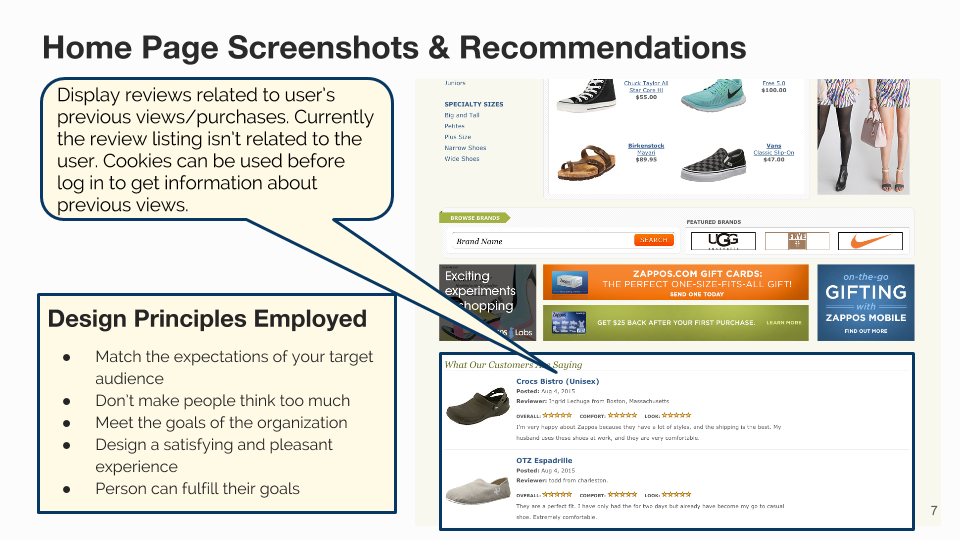 Home Page Screenshots & Recommendations
Display reviews related to user's
previous views/purchases. Currently
the review listing isn't related to the
user. Cookies can be used before
log in to get information about
previous views.
Design Principles Employed
● Match the expectations of your target
audience
● Don't make people think too much
● Meet the goals of the organization
● Design a satisfying and pleasant
experience
● Person can fulfill their goals
Juniors
SPECIALTY SIZES
Big and Tall
Petites
Plus Size
Narrow Shoes
Wide Shoes
Chuck Taylor All
Star Core Hi
$55.00
Free 5.0
$100.00
Birkenstock
Mayari
$89.95
Vans
Classic Slip-On
$47.00
BROWSE BRANDS
Brand Name
SEARCH
FEATURED BRANDS
UGG
Exciting
experiments
shopping
Labs
ZAPPOS.COM GIFT CARDS:
THE PERFECT ONE-SIZE-FITS-ALL GIFT!
SEND ONE TODAY
GET $25 BACK AFTER YOUR FIRST PURCHASE. LEARN MORE
on-the-go
GIFTING
with
ZAPPOS MOBILE
FIND OUT MORE
What Our Customers Saying
Crocs Bistro (Unisex)
Posted: Aug 4, 2015
Reviewer: Ingrid Lechuga from Boston, Massachusetts
OVERALL: COMFORT: LOOK:
I'm very happy about Zappos because they have a lot of styles, and the shipping is the best. My
husband uses these shoes at work, and they are very comfortable.
OTZ Espadrille
Posted: Aug 4, 2015
Reviewer: todd from charleston.
OVERALL: COMFORT: LOOK:
They are a perfect fit. I have only had the for two days but already have become my go to casual
shoe. Extremely comfortable.
7